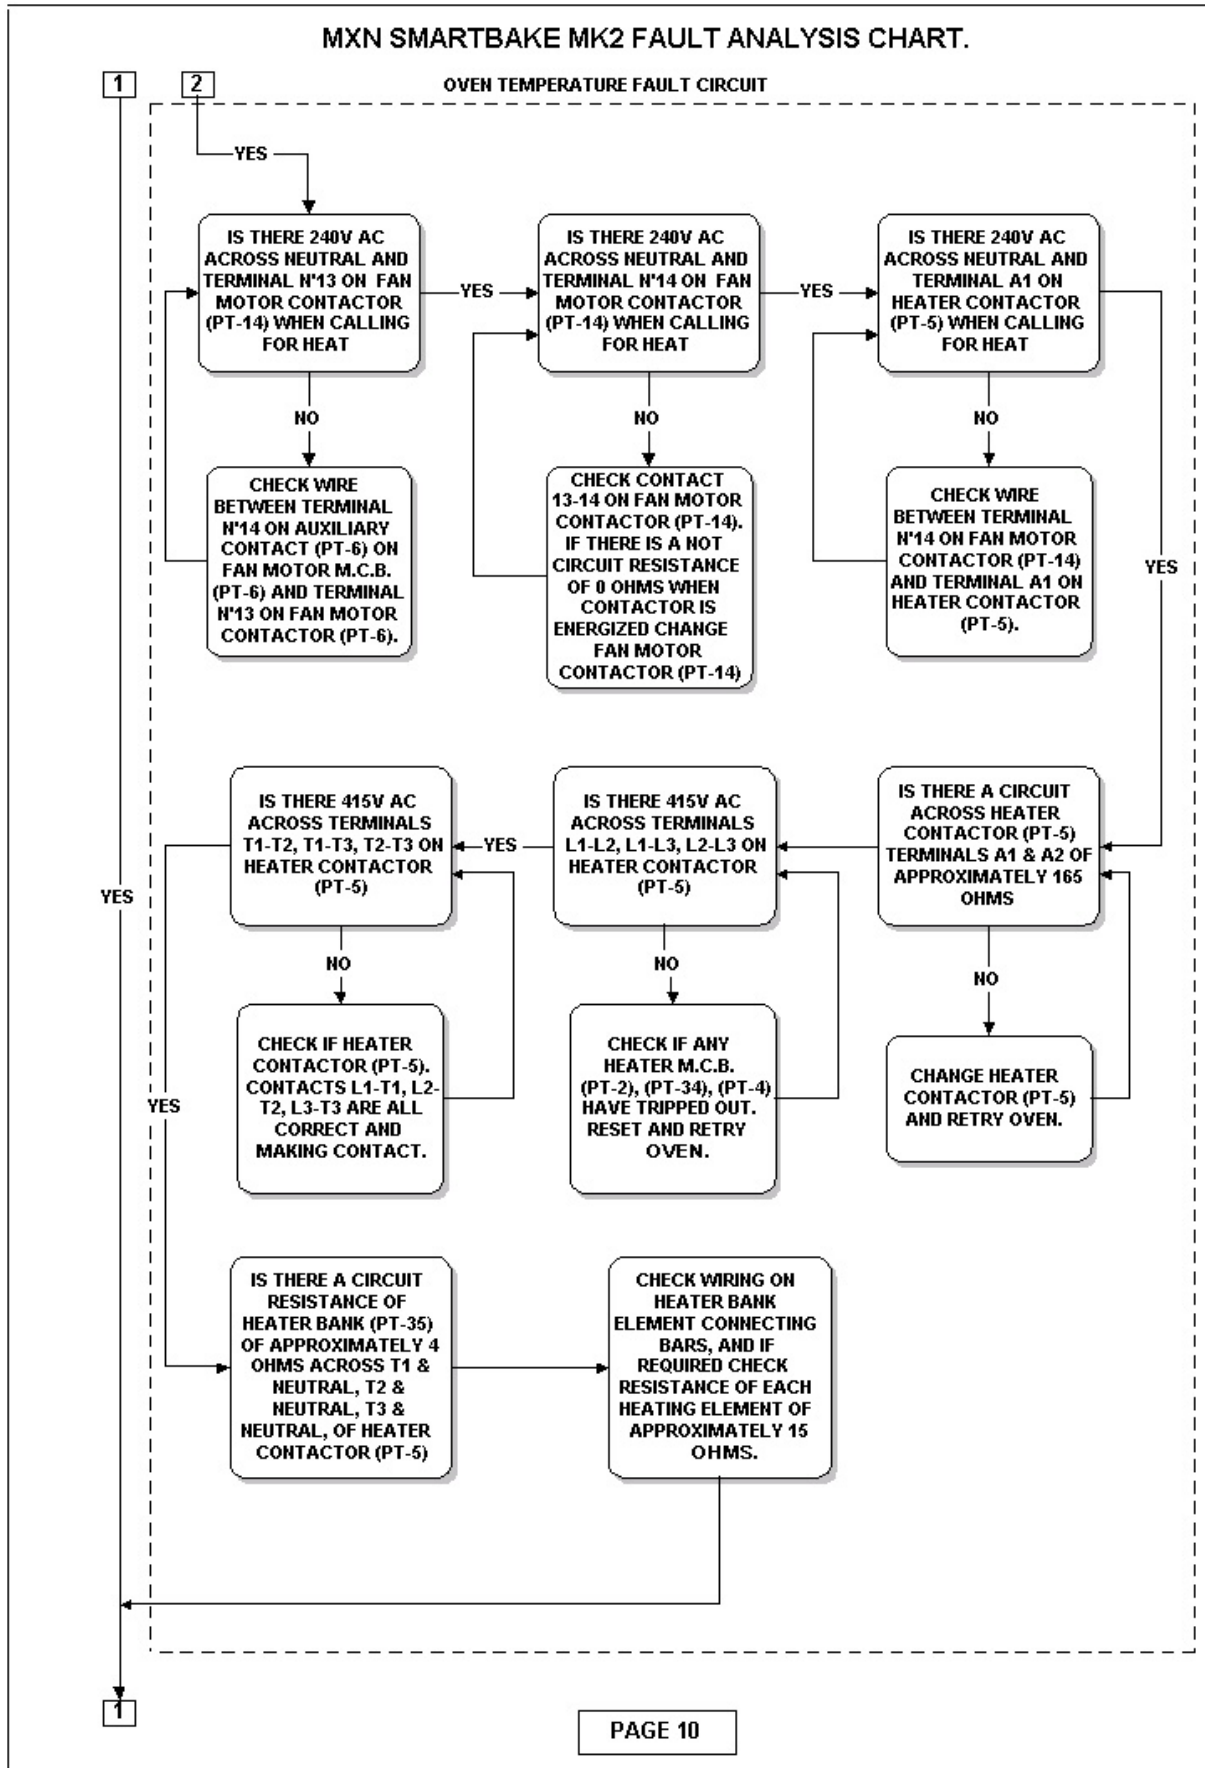 MXN SMARTBAKE MK2 FAULT ANALYSIS CHART.
1
2
OVEN TEMPERATURE FAULT CIRCUIT
YES
IS THERE 240V AC
ACROSS NEUTRAL AND
TERMINAL N'13 ON FAN
MOTOR CONTACTOR
(PT-14) WHEN CALLING
FOR HEAT
YES
IS THERE 240V AC
ACROSS NEUTRAL AND
TERMINAL N'14 ON FAN
MOTOR CONTACTOR
(PT-14) WHEN CALLING
FOR HEAT
YES
IS THERE 240V AC
ACROSS NEUTRAL AND
TERMINAL A1 ON
HEATER CONTACTOR
(PT-5) WHEN CALLING
FOR HEAT
NO
NO
NO
CHECK WIRE
BETWEEN TERMINAL
N'14 ON AUXILIARY
CONTACT (PT-6) ON
FAN MOTOR M.C.B.
(PT-6) AND TERMINAL
N'13 ON FAN MOTOR
CONTACTOR (PT-6).
CHECK CONTACT
13-14 ON FAN MOTOR
CONTACTOR (PT-14).
IF THERE IS A NOT
CIRCUIT RESISTANCE
OF 0 OHMS WHEN
CONTACTOR IS
ENERGIZED CHANGE
FAN MOTOR
CONTACTOR (PT-14)
CHECK WIRE
BETWEEN TERMINAL
N'14 ON FAN MOTOR
CONTACTOR (PT-14)
AND TERMINAL A1 ON
HEATER CONTACTOR
(PT-5).
YES
IS THERE 415V AC
ACROSS TERMINALS
T1-T2, T1-T3, T2-T3 ON
HEATER CONTACTOR
(PT-5)
YES
IS THERE 415V AC
ACROSS TERMINALS
L1-L2, L1-L3, L2-L3 ON
HEATER CONTACTOR
(PT-5)
IS THERE A CIRCUIT
ACROSS HEATER
CONTACTOR (PT-5)
TERMINALS A1 & A2 OF
APPROXIMATELY 165
OHMS
YES
NO
NO
NO
CHECK IF HEATER
CONTACTOR (PT-5).
CONTACTS L1-T1, L2-
T2, L3-T3 ARE ALL
CORRECT AND
MAKING CONTACT.
CHECK IF ANY
HEATER M.C.B.
(PT-2), (PT-34), (PT-4)
HAVE TRIPPED OUT.
RESET AND RETRY
OVEN.
CHANGE HEATER
CONTACTOR (PT-5)
AND RETRY OVEN.
YES
IS THERE A CIRCUIT
RESISTANCE OF
HEATER BANK (PT-35)
OF APPROXIMATELY 4
OHMS ACROSS T1 &
NEUTRAL, T2 &
NEUTRAL, T3 &
NEUTRAL, OF HEATER
CONTACTOR (PT-5)
CHECK WIRING ON
HEATER BANK
ELEMENT CONNECTING
BARS, AND IF
REQUIRED CHECK
RESISTANCE OF EACH
HEATING ELEMENT OF
APPROXIMATELY 15
OHMS.
1
PAGE 10